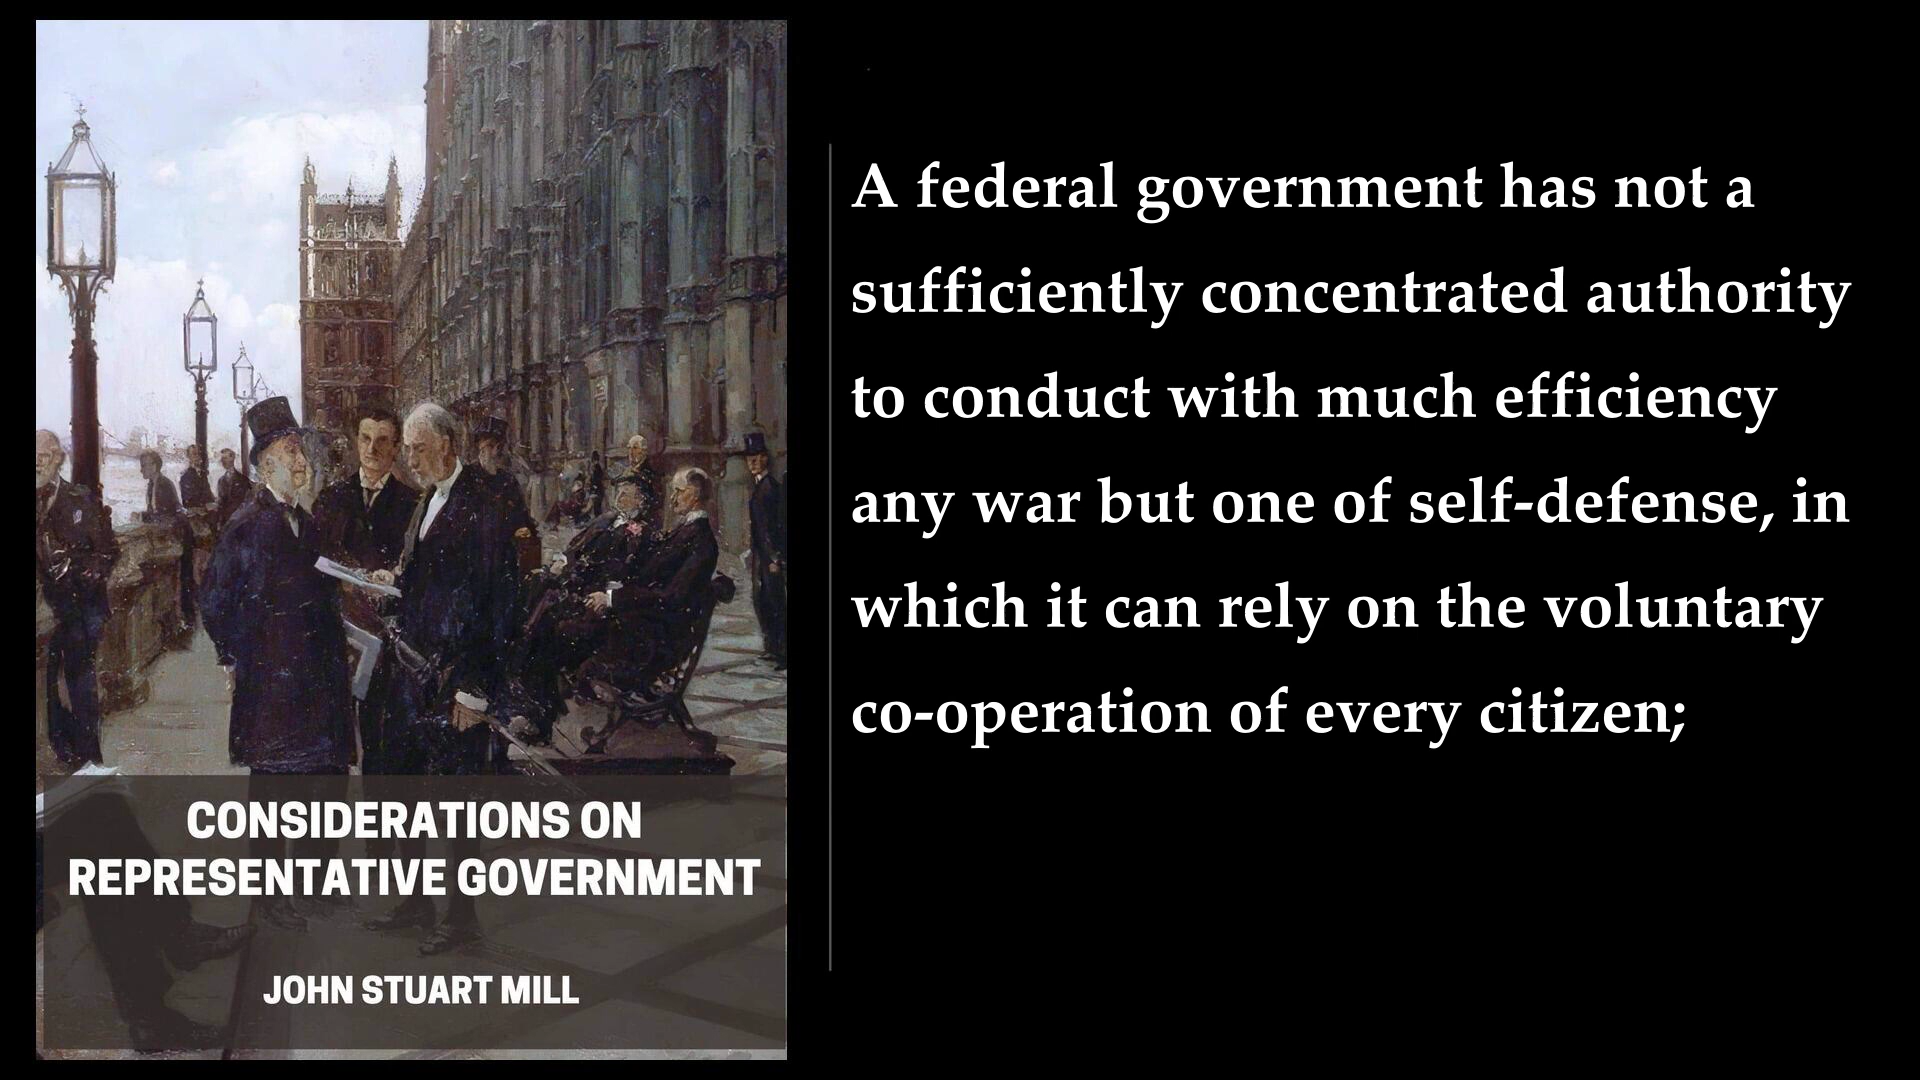 CONSIDERATIONS ON
REPRESENTATIVE GOVERNMENT
JOHN STUART MILL
A federal government has not a
sufficiently concentrated authority
to conduct with much efficiency
any war but one of self-defense, in
which it can rely on the voluntary
co-operation of every citizen;